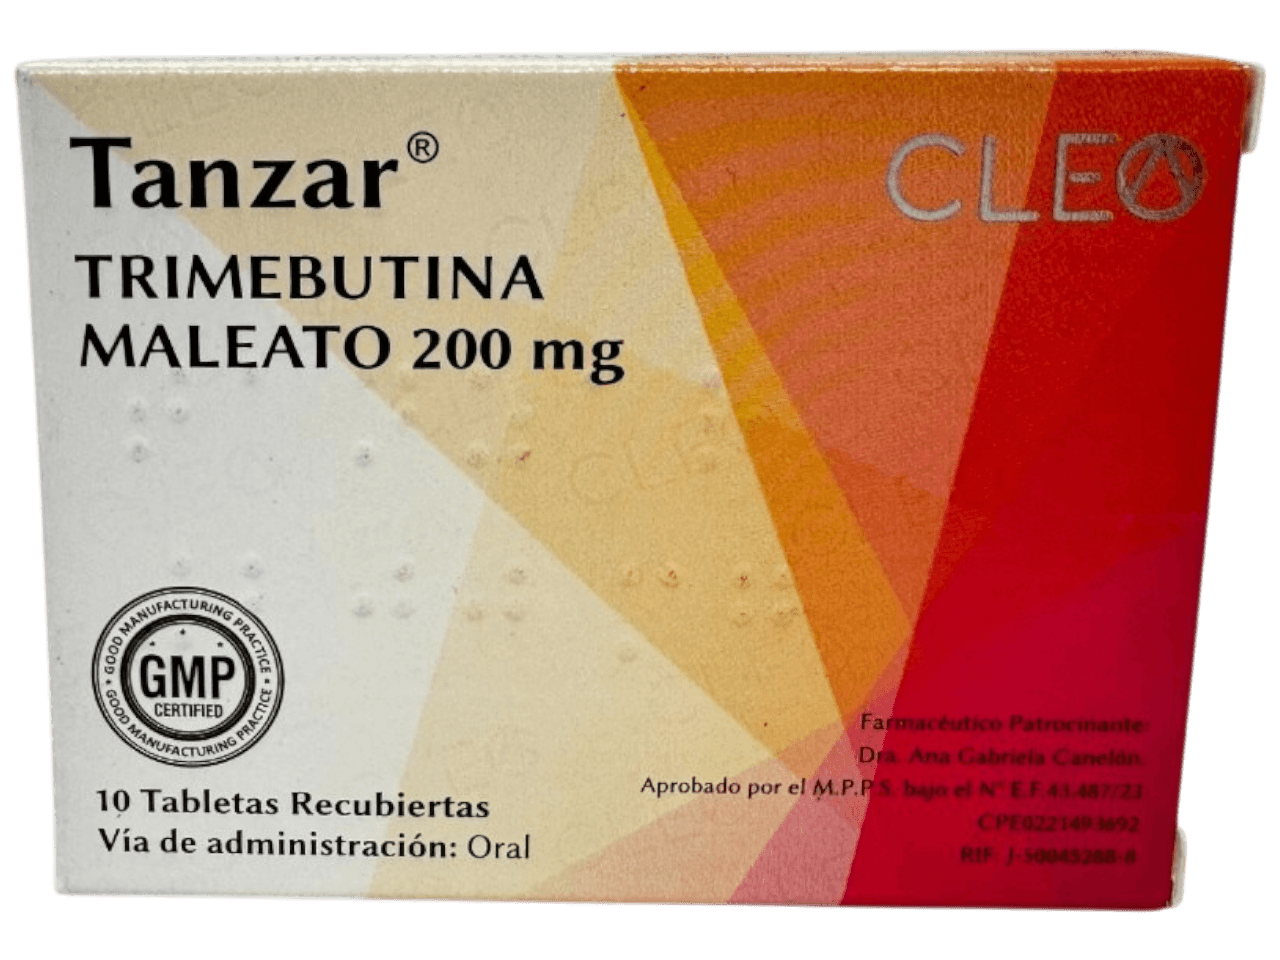 Tanzar®
CLEO
TRIMEBUTINA
MALEATO 200 mg
GOOD MANUFACTURING PRACTICE • GOOD MANUFACTURING PRACTICE •
GMP
CERTIFIED
10 Tabletas Recubiertas
Vía de administración: Oral
Farmacéutico Patrocinante:
Dra. Ana Gabriela Canelón.
Aprobado por el M.P.P.S. bajo el N° E.F.43.487/23
RIF: